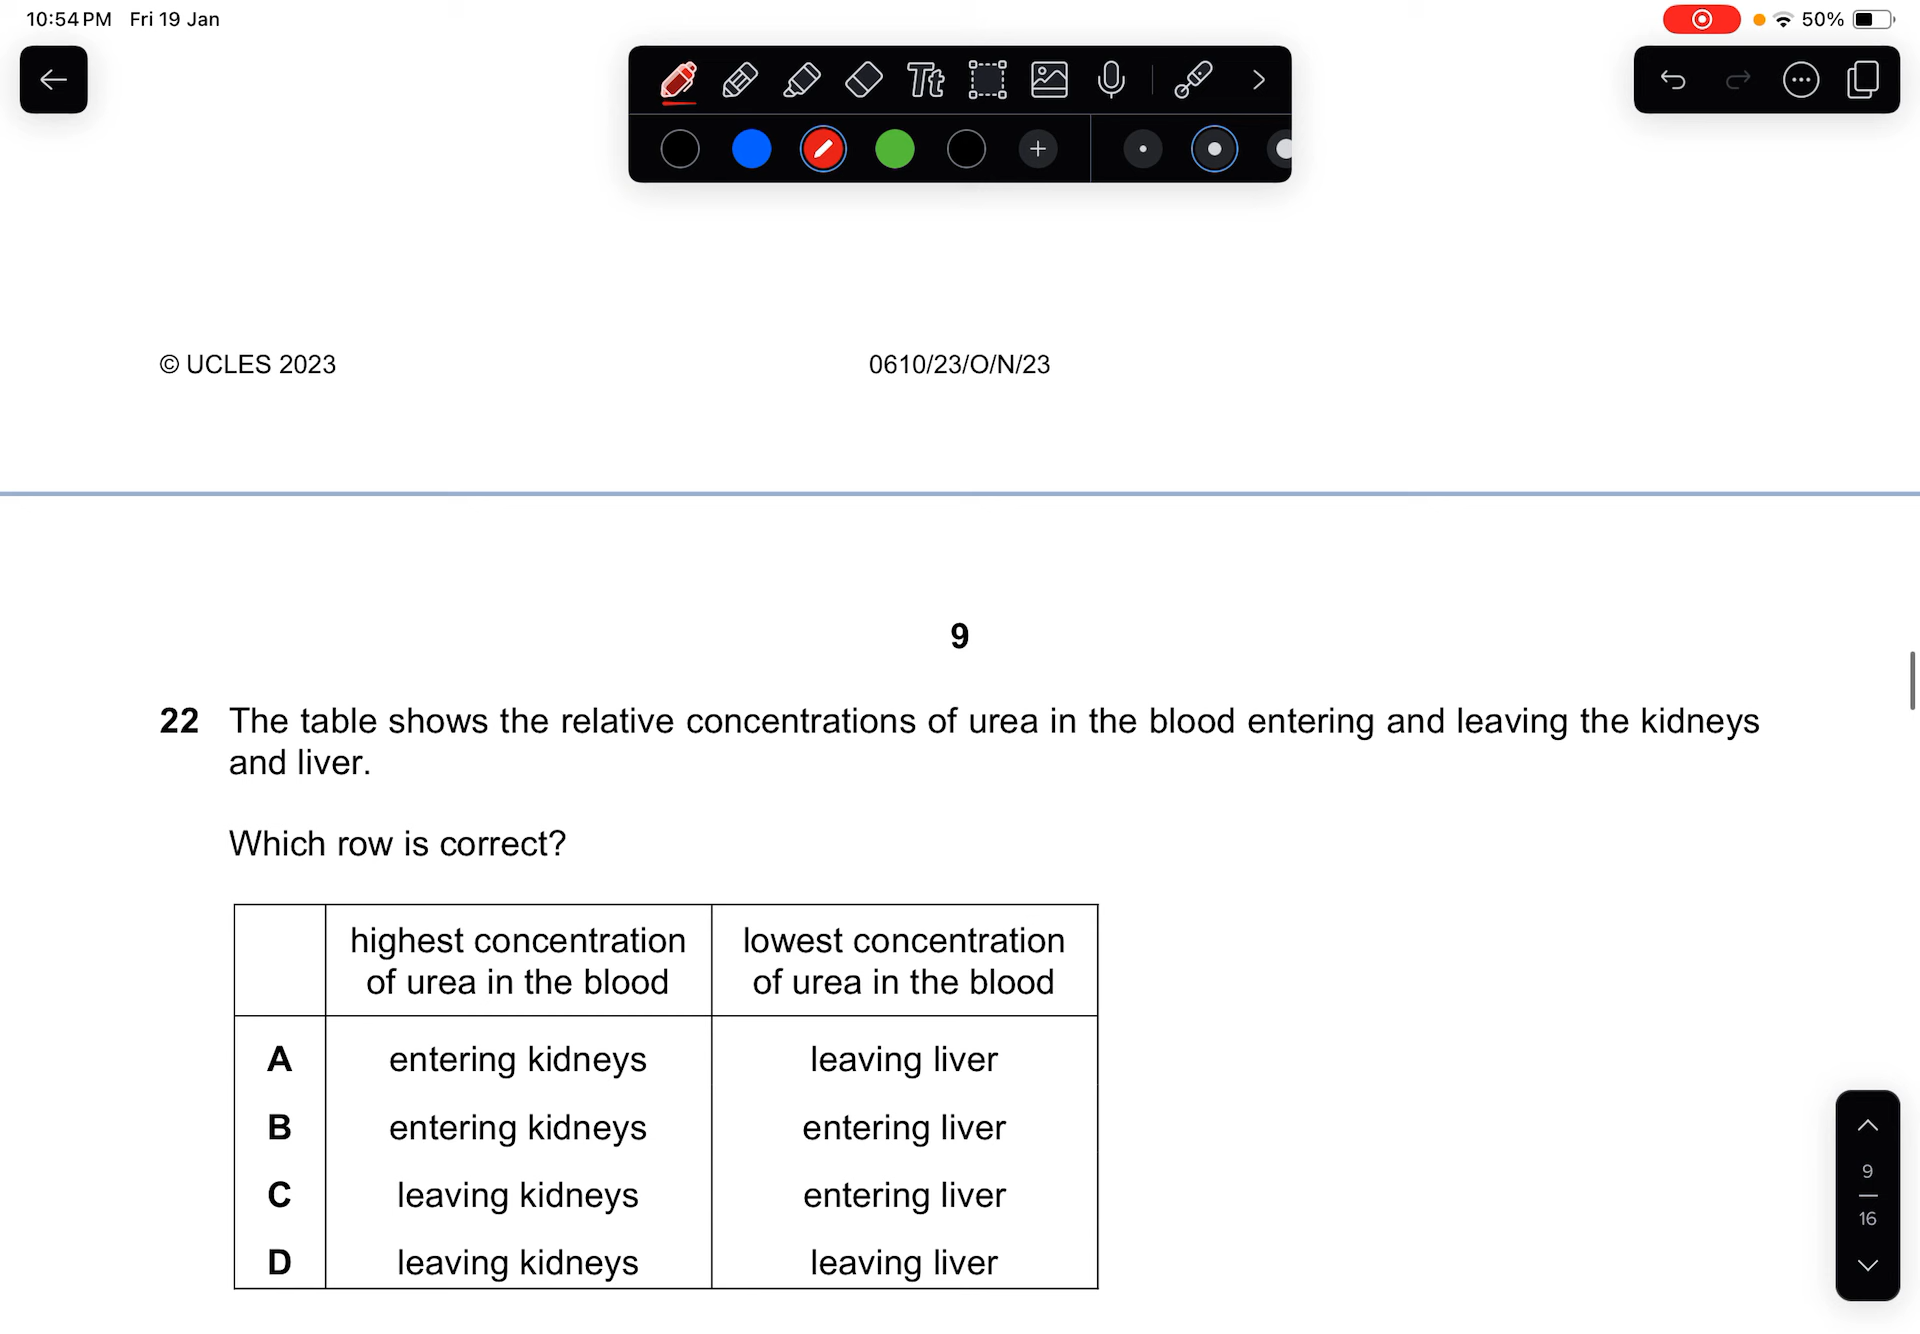 10:54 PM Fri 19 Jan
50%
Tt
© UCLES 2023
0610/23/O/N/23
9
22 The table shows the relative concentrations of urea in the blood entering and leaving the kidneys
and liver.
Which row is correct?
highest concentration
of urea in the blood
lowest concentration
of urea in the blood
A entering kidneys leaving liver
B entering kidneys entering liver
C leaving kidneys entering liver
D leaving kidneys leaving liver
9
16